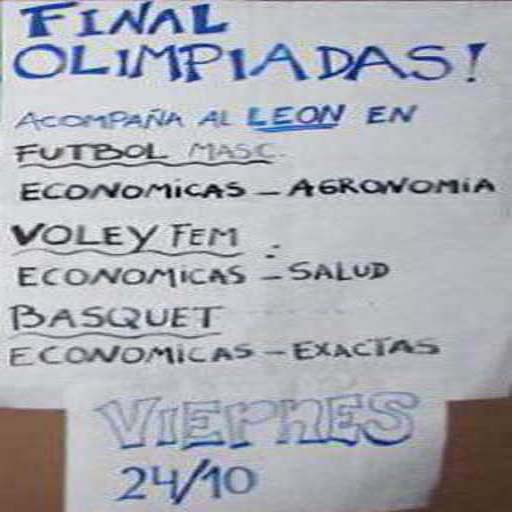 FINAL
OLIMPIADAS!
ACOMPAÑA AL LEON EN
FUTBOL MASC.
ECONOMICAS - AGRONOMIA
VOLEY FEM :
ECONOMICAS - SALUD
BASQUET
ECONOMICAS - EXACTAS
VIERNES
24/10